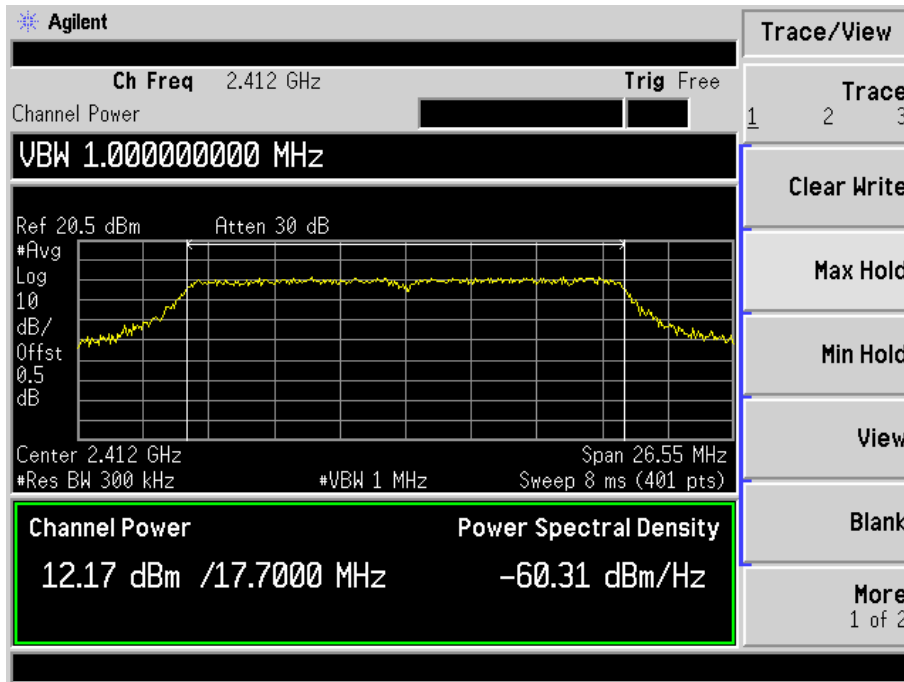 Agilent
Trace/View
Ch Freq 2.412 GHz Trig Free
Channel Power
VBW 1.000000000 MHz
Ref 20.5 dBm Atten 30 dB
#Avg
Log
10
dB/
Offst
0.5
dB
Center 2.412 GHz Span 26.55 MHz
#Res BW 300 kHz #VBW 1 MHz Sweep 8 ms (401 pts)
Channel Power Power Spectral Density
12.17 dBm /17.7000 MHz -60.31 dBm/Hz
Trace
1 2 3
Clear Write
Max Hold
Min Hold
View
Blank
More
1 of 2